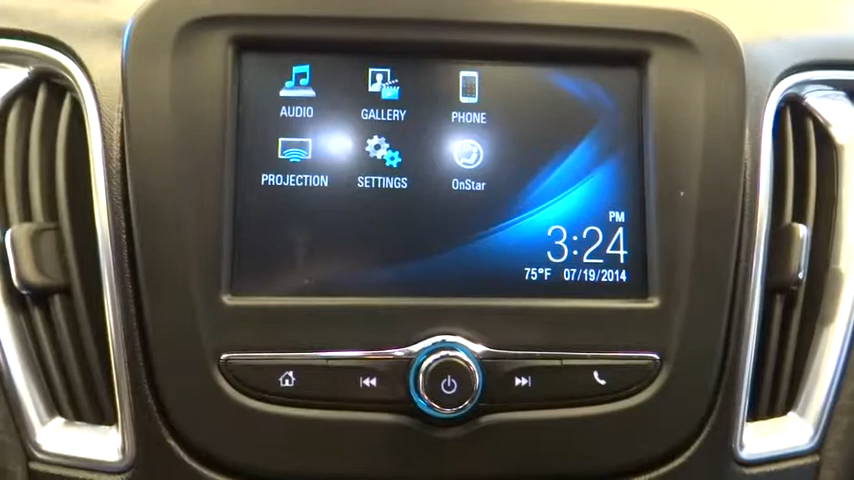 AUDIO GALLERY PHONE
PROJECTION SETTINGS OnStar
PM
3:24
75°F 07/19/2014